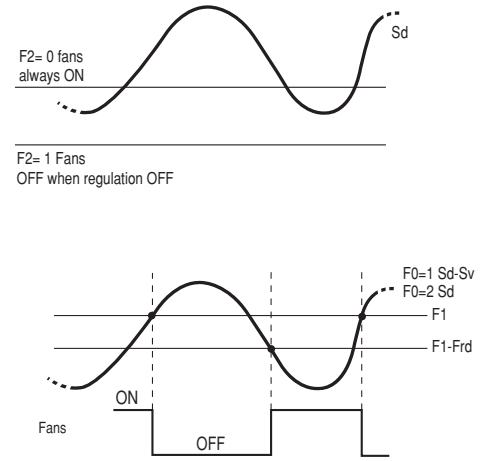 Sd
F2= 0 fans
always ON
F2= 1 Fans
OFF when regulation OFF
F0=1 Sd-Sv
F0=2 Sd
F1
F1-Frd
ON
Fans
OFF